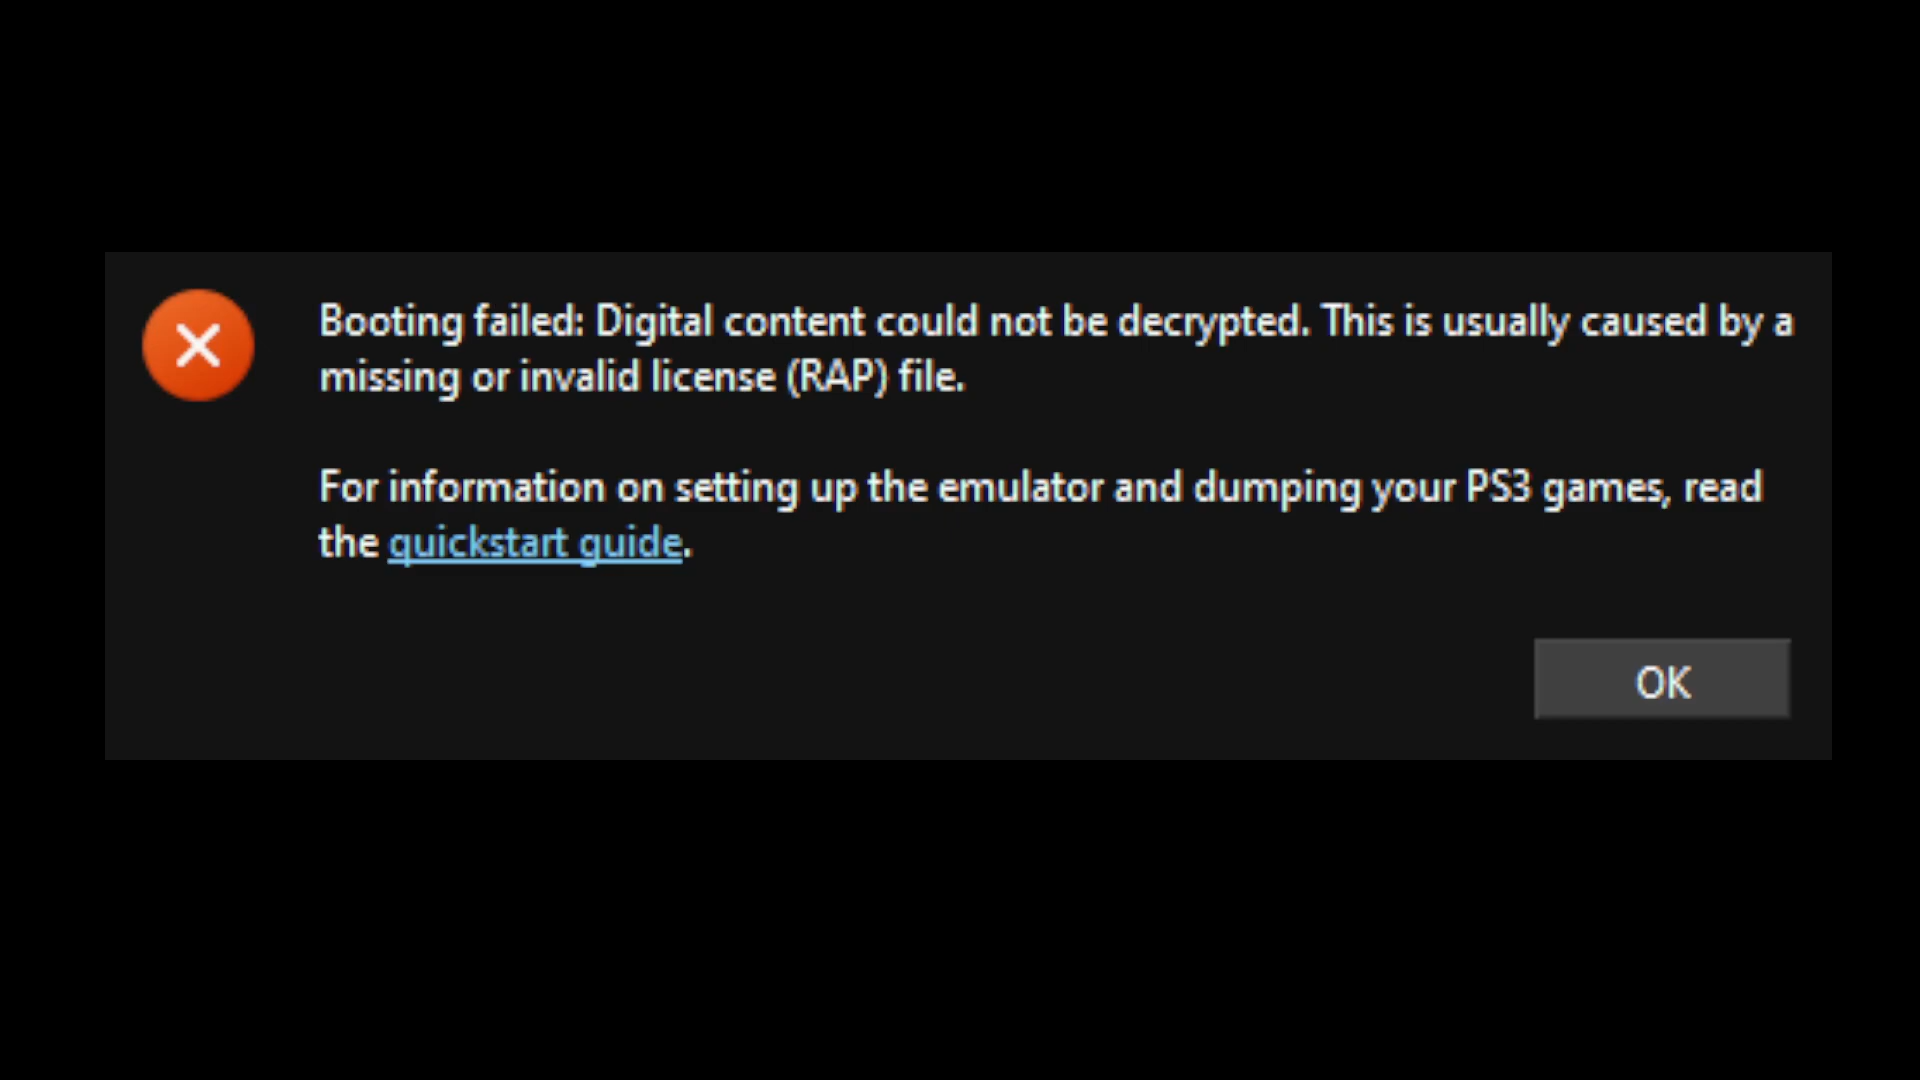 Booting failed: Digital content could not be decrypted. This is usually caused by a
missing or invalid license (RAP) file.
For information on setting up the emulator and dumping your PS3 games, read
the quickstart guide.
OK